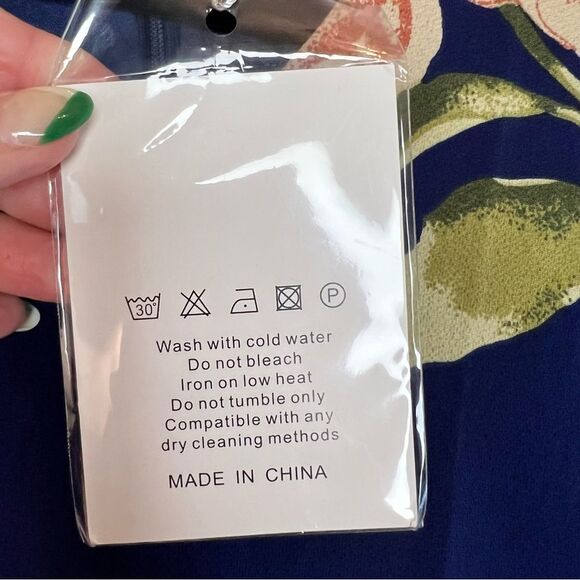 30° P
Wash with cold water
Do not bleach
Iron on low heat
Do not tumble only
Compatible with any
dry cleaning methods
MADE IN CHINA